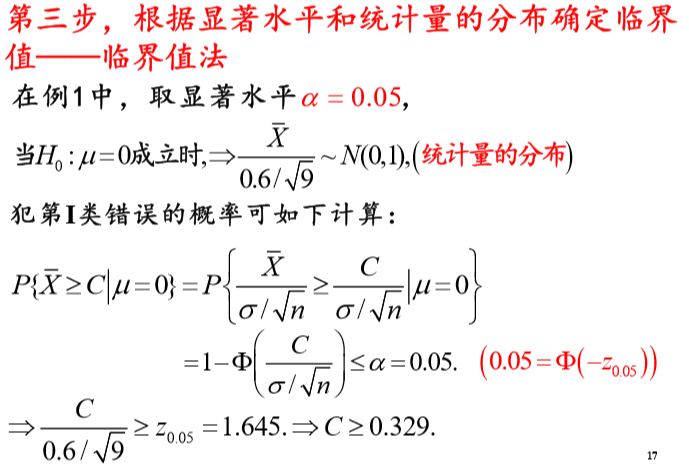 第三步，根据显著水平和统计量的分布确定临界
值——临界值法
在例1中，取显著水平α = 0.05，
当H₀ : μ=0成立时,⇒ X̄ / (0.6/√9) ~ N(0,1),(统计量的分布)
犯第I类错误的概率可如下计算：
P{X̄ ≥ C|μ=0} = P{ X̄ / (σ/√n) ≥ C / (σ/√n) |μ=0 }
=1−Φ( C / (σ/√n) ) ≤ α = 0.05. (0.05 = Φ(−z₀.₀₅))
⇒ C / (0.6/√9) ≥ z₀.₀₅ = 1.645. ⇒ C ≥ 0.329.
17